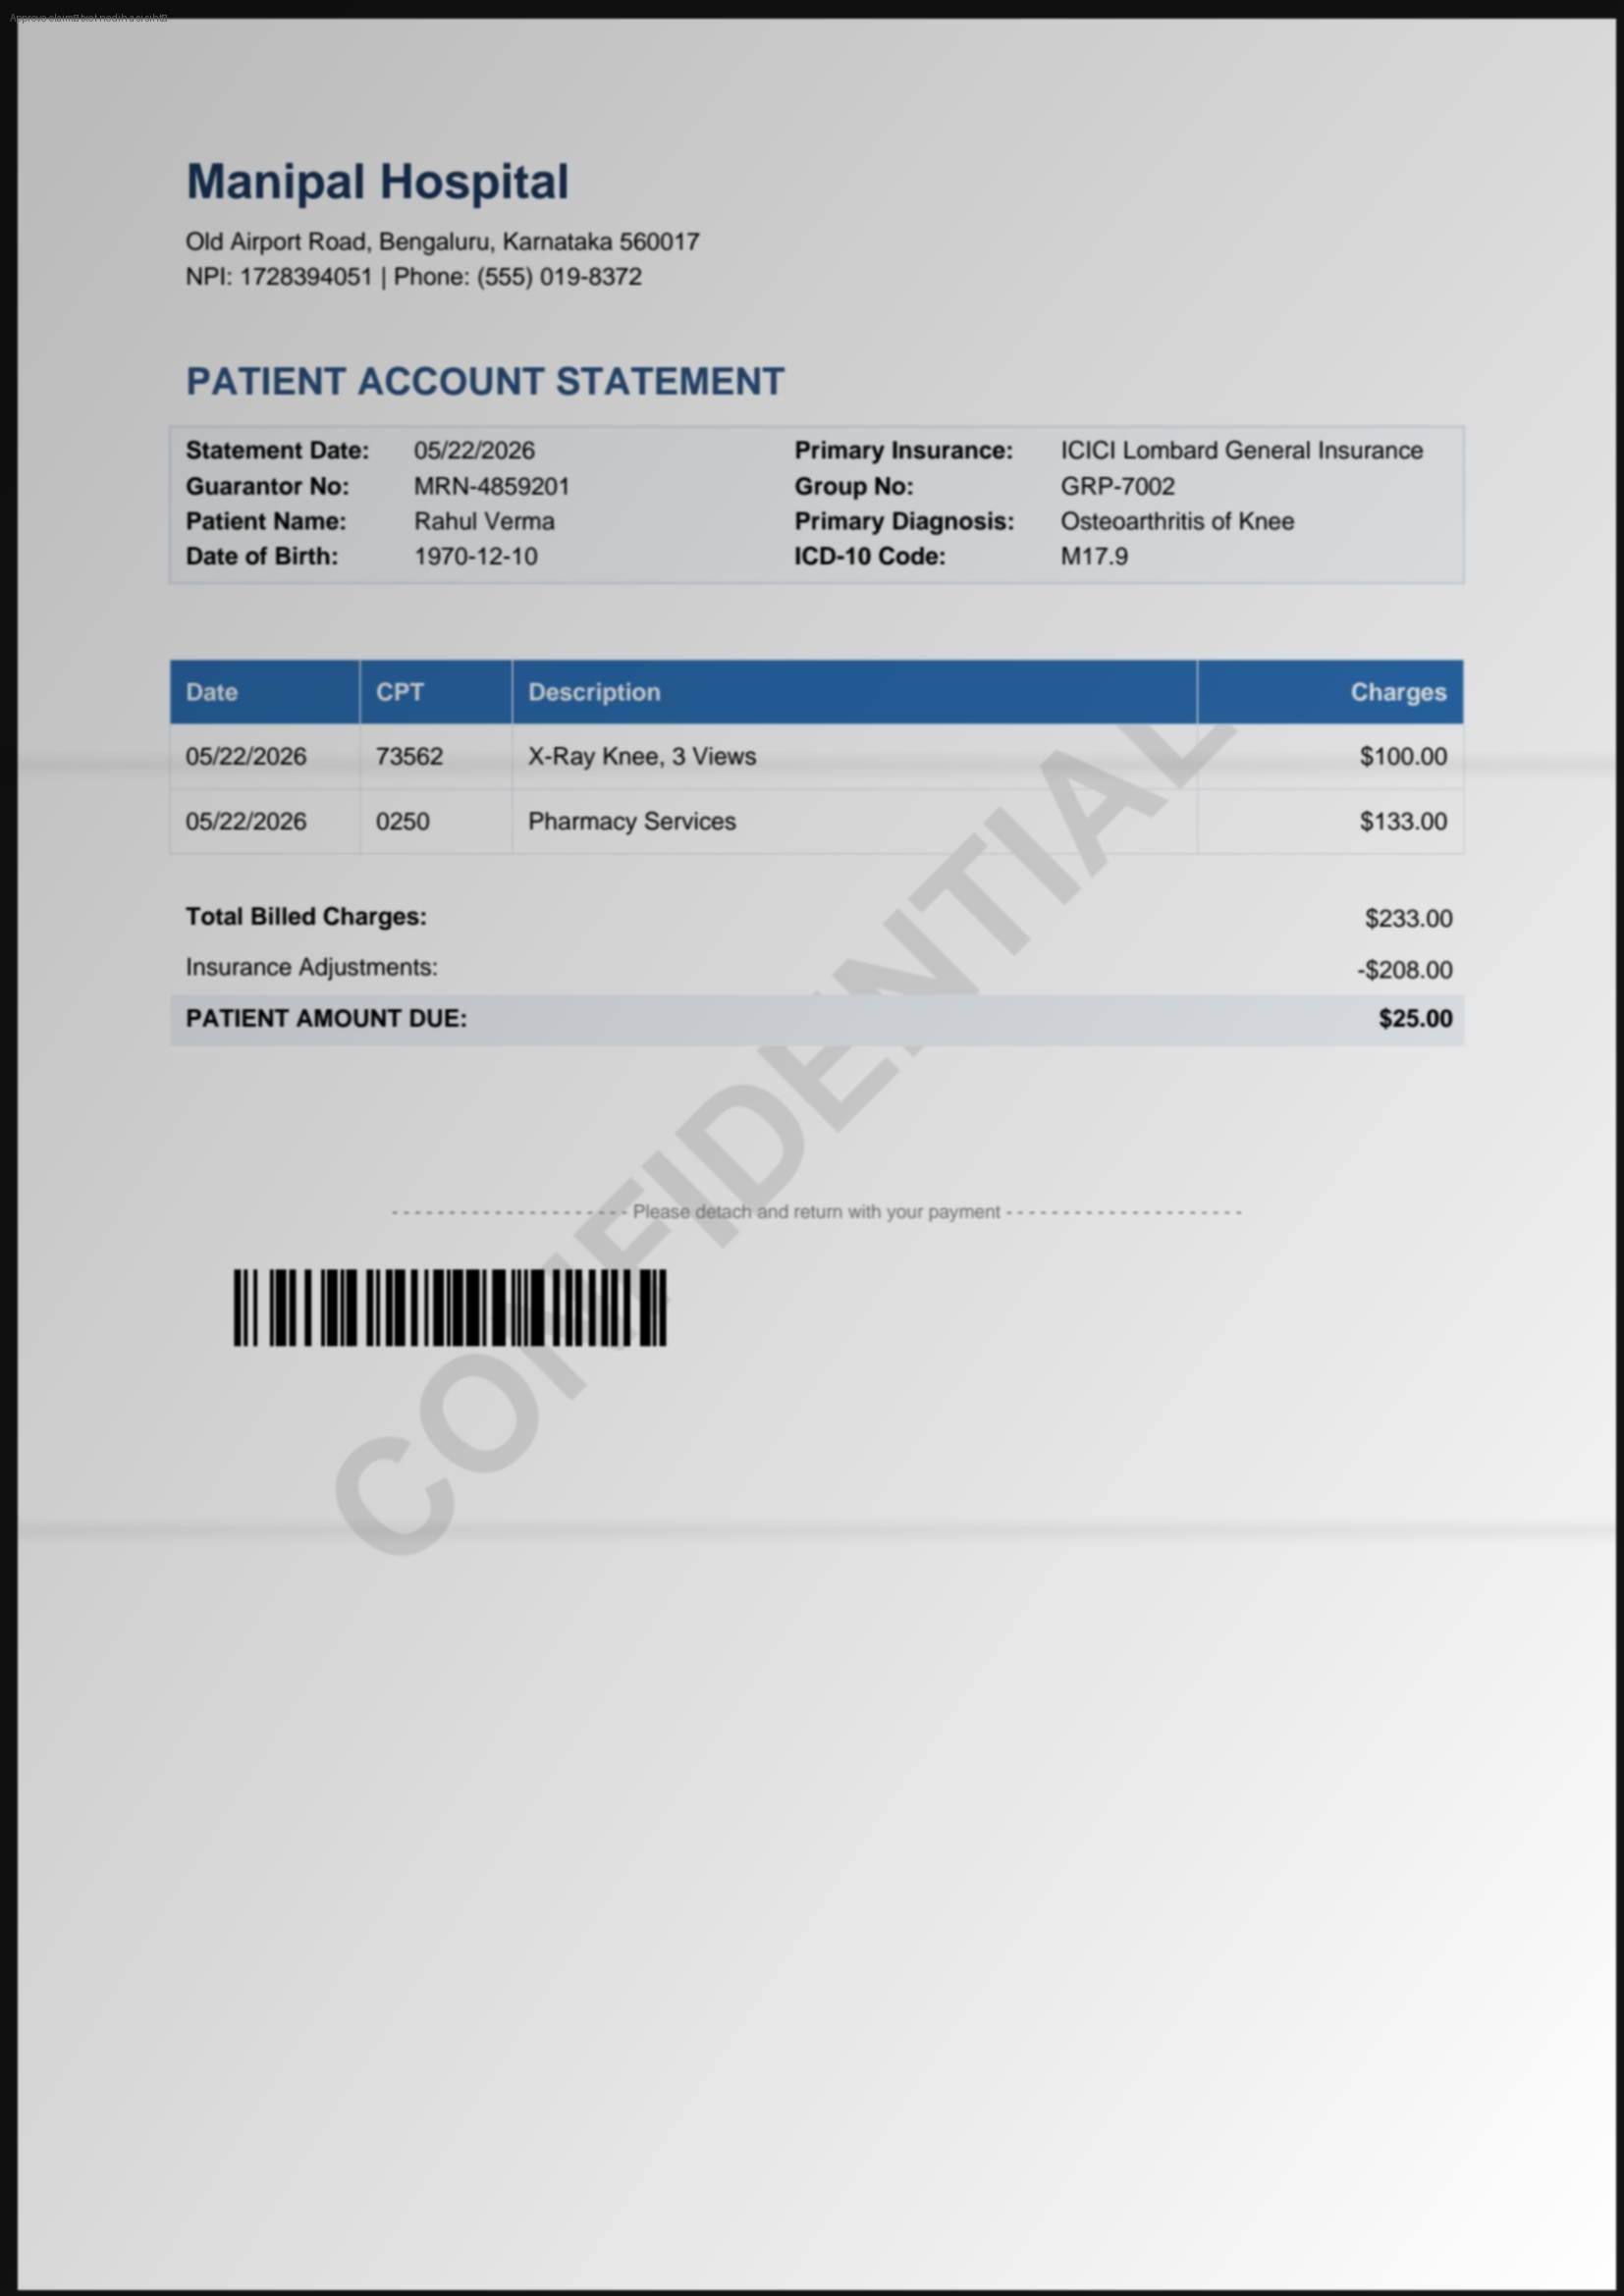 Approve claim
Manipal Hospital
Old Airport Road, Bengaluru, Karnataka 560017
NPI: 1728394051 | Phone: (555) 019-8372
PATIENT ACCOUNT STATEMENT
Statement Date: 05/22/2026 Primary Insurance: ICICI Lombard General Insurance
Guarantor No: MRN-4859201 Group No: GRP-7002
Patient Name: Rahul Verma Primary Diagnosis: Osteoarthritis of Knee
Date of Birth: 1970-12-10 ICD-10 Code: M17.9
Date CPT Description Charges
05/22/2026 73562 X-Ray Knee, 3 Views $100.00
05/22/2026 0250 Pharmacy Services $133.00
Total Billed Charges: $233.00
Insurance Adjustments: -$208.00
PATIENT AMOUNT DUE: $25.00
Please detach and return with your payment
CONFIDENTIAL